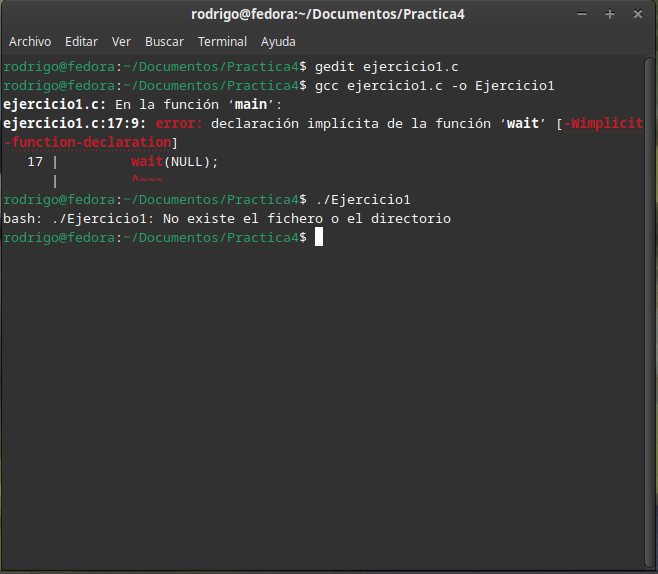 rodrigo@fedora:~/Documentos/Practica4
Archivo Editar Ver Buscar Terminal Ayuda
rodrigo@fedora:~/Documentos/Practica4$ gedit ejercicio1.c
rodrigo@fedora:~/Documentos/Practica4$ gcc ejercicio1.c -o Ejercicio1
ejercicio1.c: En la función ‘main’:
ejercicio1.c:17:9: error: declaración implícita de la función ‘wait’ [-Wimplicit
-function-declaration]
   17 |         wait(NULL);
      |         ^~~~
rodrigo@fedora:~/Documentos/Practica4$ ./Ejercicio1
bash: ./Ejercicio1: No existe el fichero o el directorio
rodrigo@fedora:~/Documentos/Practica4$